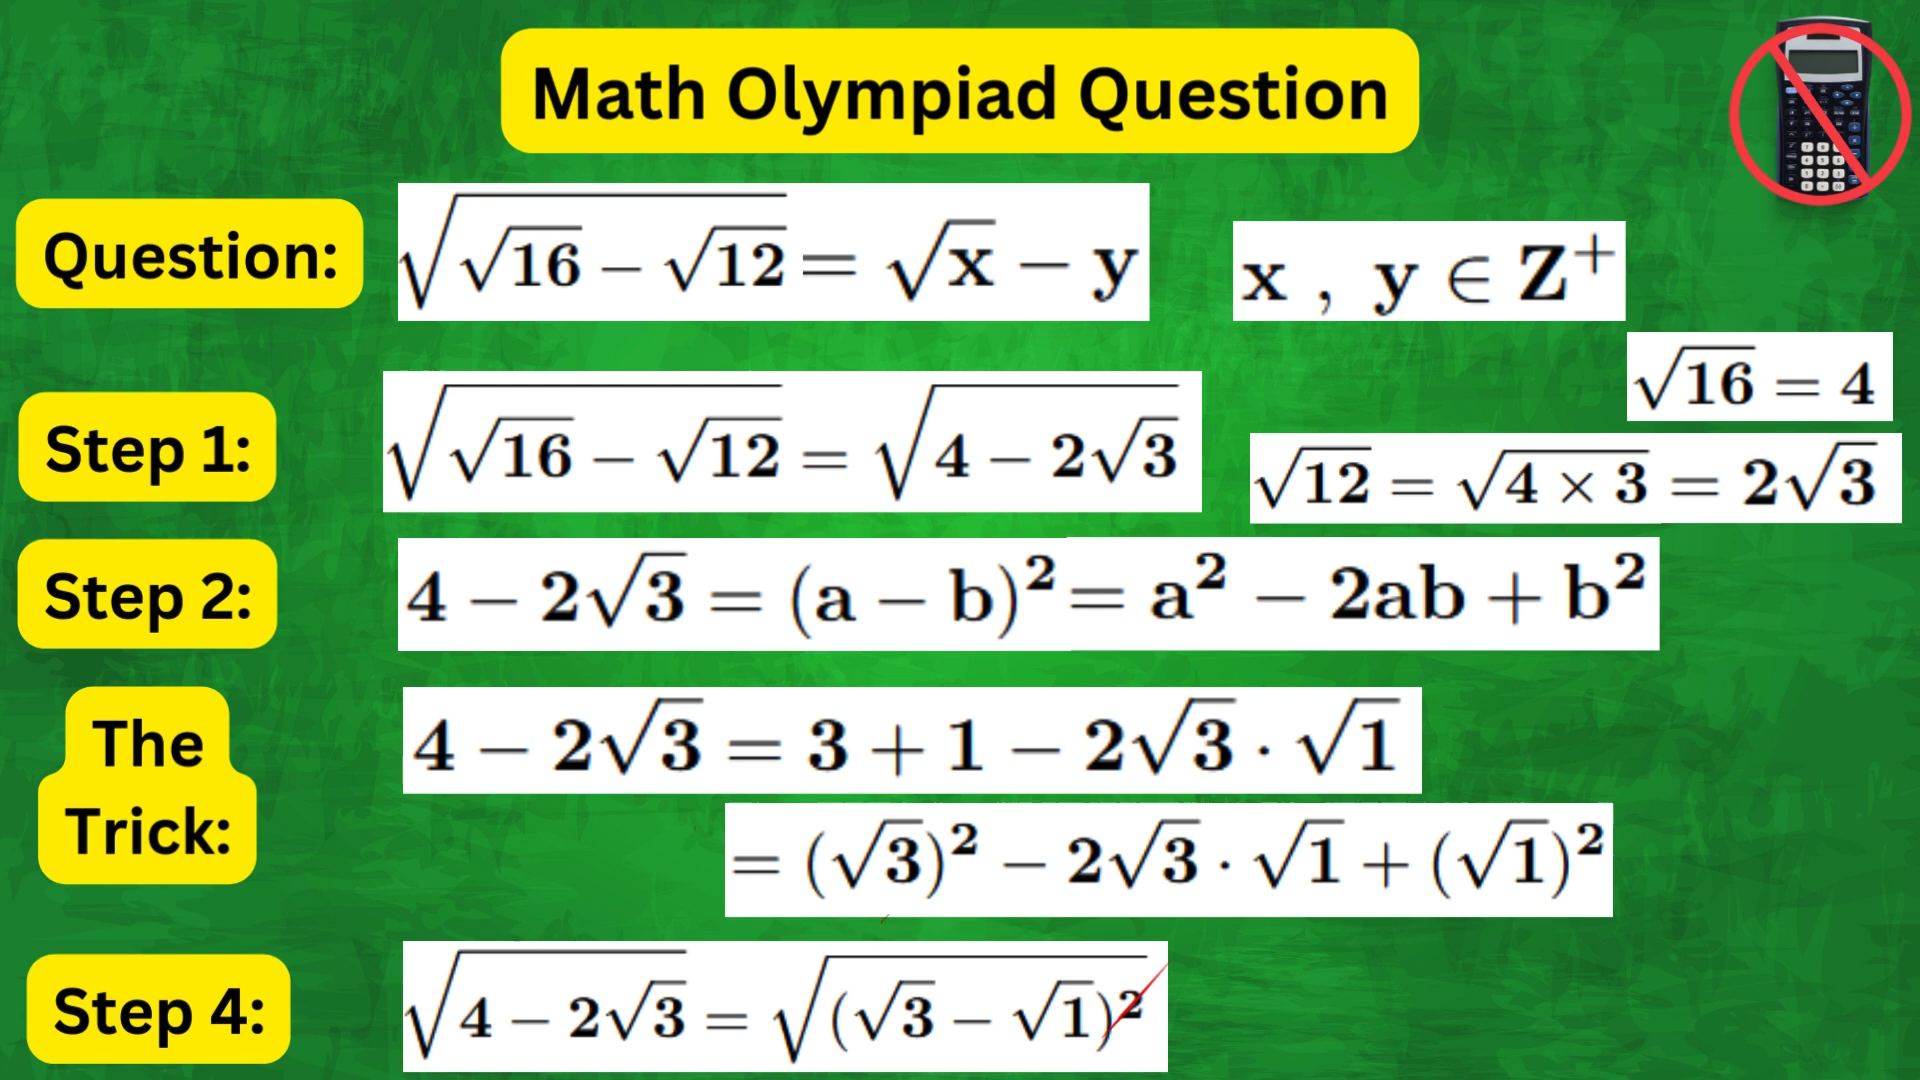 Math Olympiad Question
Question: √(√16 − √12) = √x − y x , y ∈ Z⁺
√16 = 4
Step 1: √(√16 − √12) = √(4 − 2√3) √12 = √(4 × 3) = 2√3
Step 2: 4 − 2√3 = (a − b)² = a² − 2ab + b²
The
Trick:
4 − 2√3 = 3 + 1 − 2√3 · √1
= (√3)² − 2√3 · √1 + (√1)²
Step 4: √(4 − 2√3) = √((√3 − √1)²)